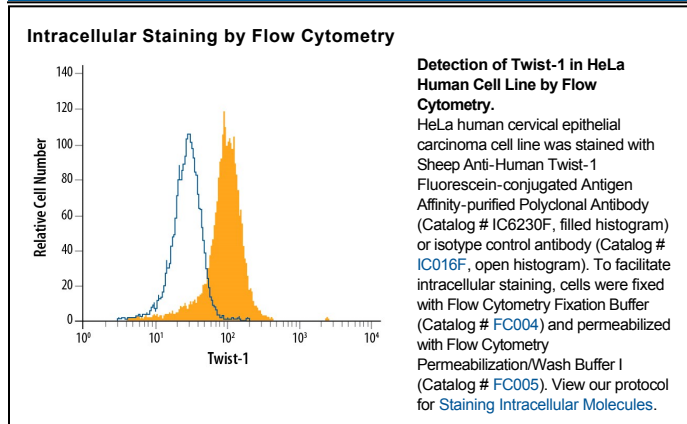 Intracellular Staining by Flow Cytometry
140
120
100
80
60
40
20
0
Relative Cell Number
10⁰
10¹
10²
10³
10⁴
Twist-1
Detection of Twist-1 in HeLa
Human Cell Line by Flow
Cytometry.
HeLa human cervical epithelial
carcinoma cell line was stained with
Sheep Anti-Human Twist-1
Fluorescein-conjugated Antigen
Affinity-purified Polyclonal Antibody
(Catalog # IC6230F, filled histogram)
or isotype control antibody (Catalog #
IC016F, open histogram). To facilitate
intracellular staining, cells were fixed
with Flow Cytometry Fixation Buffer
(Catalog # FC004) and permeabilized
with Flow Cytometry
Permeabilization/Wash Buffer I
(Catalog # FC005). View our protocol
for Staining Intracellular Molecules.